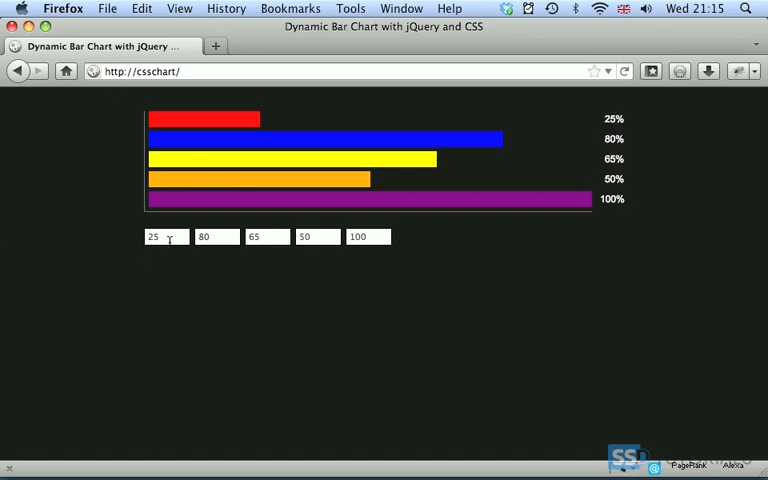 Firefox File Edit View History Bookmarks Tools Window Help Wed 21:15
Dynamic Bar Chart with jQuery and CSS
Dynamic Bar Chart with jQuery ...
http://csschart/
25%
80%
65%
50%
100%
25 80 65 50 100
SS
PageRank Alexa